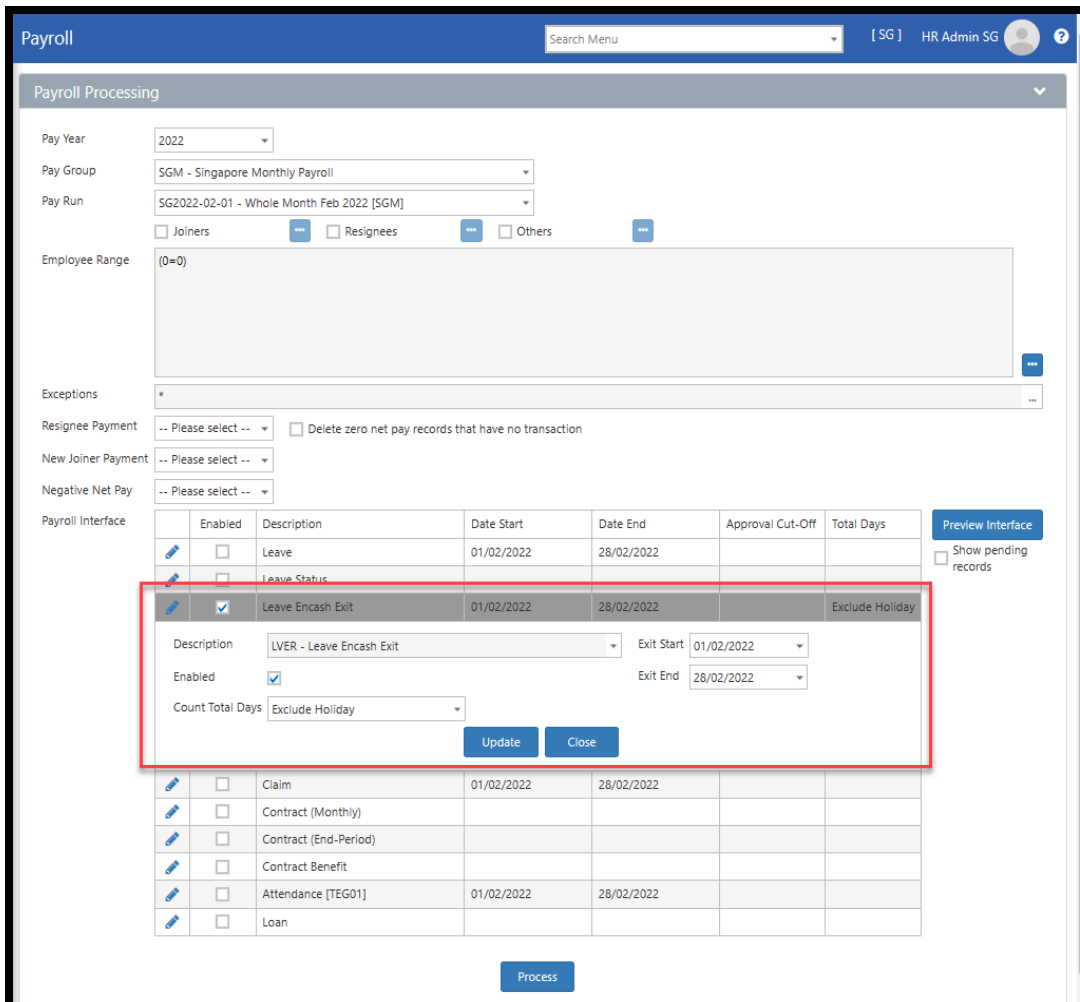 Payroll
Search Menu
[ SG ] HR Admin SG
?
Payroll Processing
Pay Year 2022
Pay Group SGM - Singapore Monthly Payroll
Pay Run SG2022-02-01 - Whole Month Feb 2022 [SGM]
Joiners ... Resignees ... Others ...
Employee Range (0=0)
...
Exceptions * ...
Resignee Payment -- Please select -- Delete zero net pay records that have no transaction
New Joiner Payment -- Please select --
Negative Net Pay -- Please select --
Payroll Interface Enabled Description Date Start Date End Approval Cut-Off Total Days Preview Interface
Leave 01/02/2022 28/02/2022 Show pending
records
Leave Status
Leave Encash Exit 01/02/2022 28/02/2022 Exclude Holiday
Description LVER - Leave Encash Exit Exit Start 01/02/2022
Enabled Exit End 28/02/2022
Count Total Days Exclude Holiday
Update Close
Claim 01/02/2022 28/02/2022
Contract (Monthly)
Contract (End-Period)
Contract Benefit
Attendance [TEG01] 01/02/2022 28/02/2022
Loan
Process